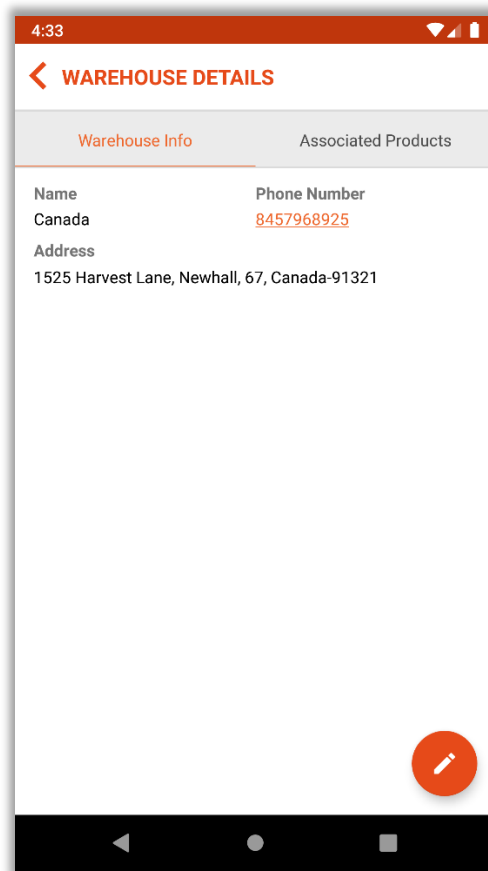 4:33
WAREHOUSE DETAILS
Warehouse Info Associated Products
Name Phone Number
Canada 8457968925
Address
1525 Harvest Lane, Newhall, 67, Canada-91321